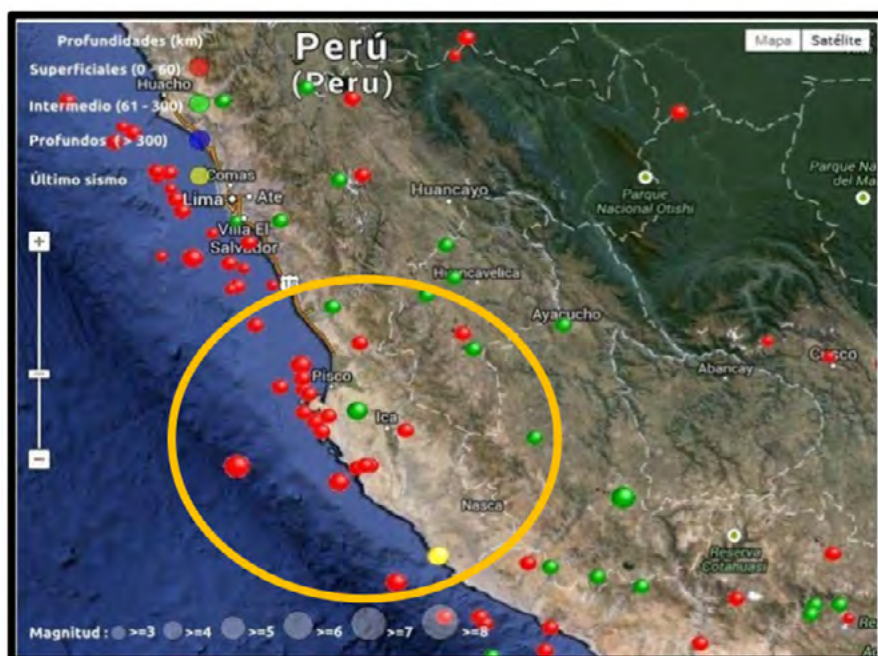 Perú
(Peru)
Mapa
Satélite
Profundidades (km)
Superficiales (0 - 60)
Huacho
Intermedio (61 - 300)
Profundos ( > 300)
Último sismo
Comas
Lima
Ate
Villa El
Salvador
Huancayo
Parque
Nacional Otishi
Parque Na
del Ma
Huancavelica
Ayacucho
Cusco
Abancay
Pisco
Ica
Nasca
Reserva
Cotahuasi
Magnitud :
>=3
>=4
>=5
>=6
>=7
>=8